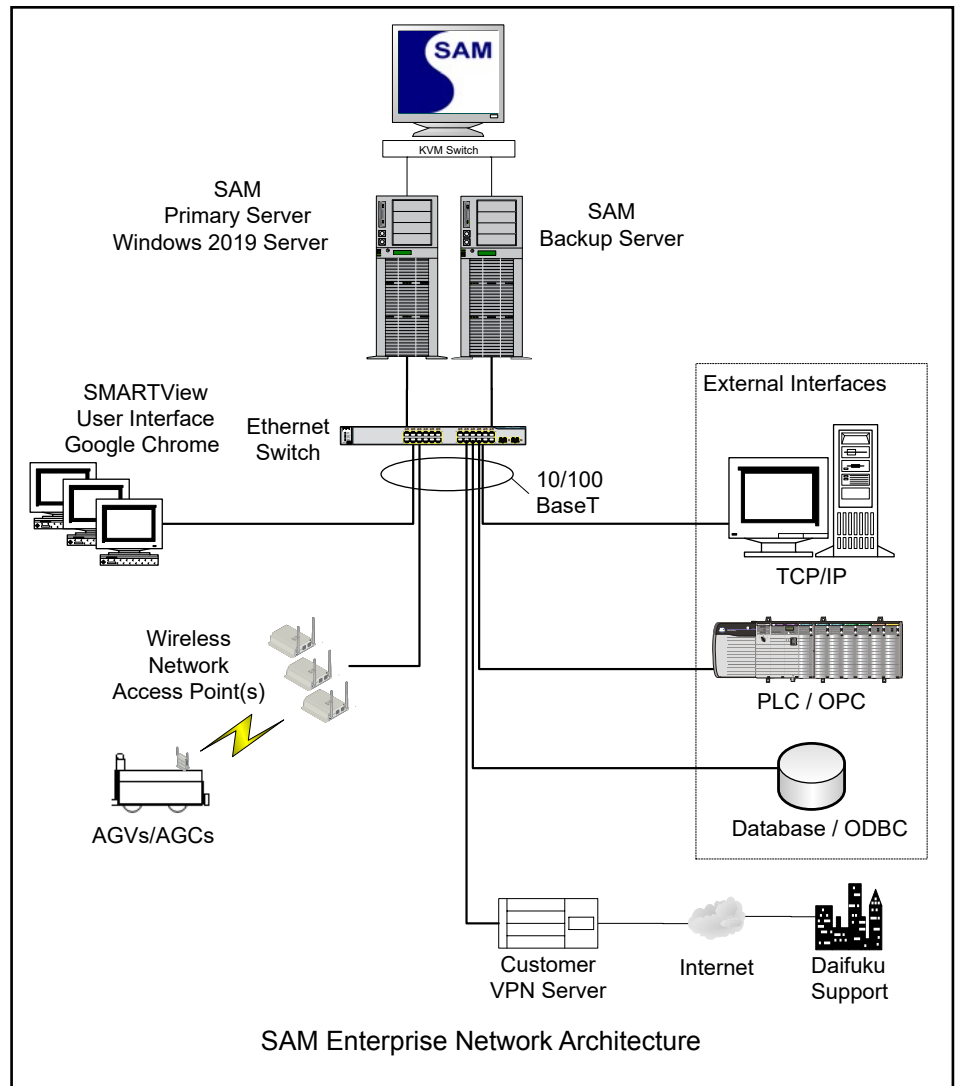 SAM
KVM Switch
SAM
Primary Server
Windows 2019 Server
SAM
Backup Server
SMARTView
User Interface
Google Chrome
Ethernet
Switch
10/100
BaseT
External Interfaces
TCP/IP
PLC / OPC
Database / ODBC
Wireless
Network
Access Point(s)
AGVs/AGCs
Customer
VPN Server
Internet
Daifuku
Support
SAM Enterprise Network Architecture